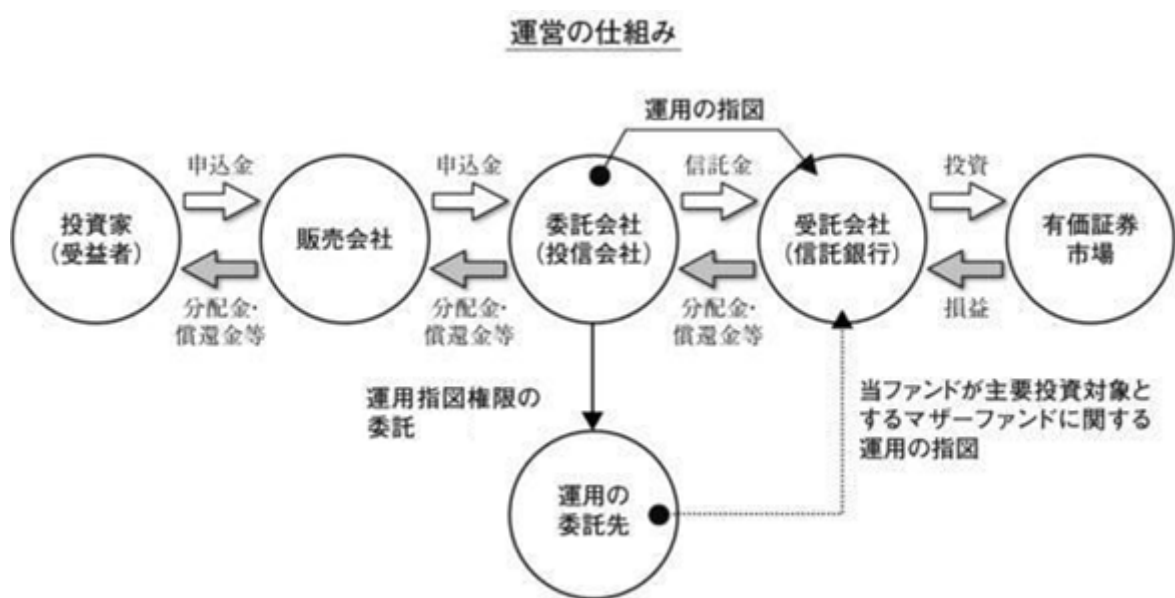 運営の仕組み
運用の指図
申込金
申込金
信託金
投資
投資家
(受益者)
販売会社
委託会社
(投信会社)
受託会社
(信託銀行)
有価証券
市場
分配金・
償還金等
分配金・
償還金等
分配金・
償還金等
損益
運用指図権限の
委託
当ファンドが主要投資対象と
するマザーファンドに関する
運用の指図
運用の
委託先